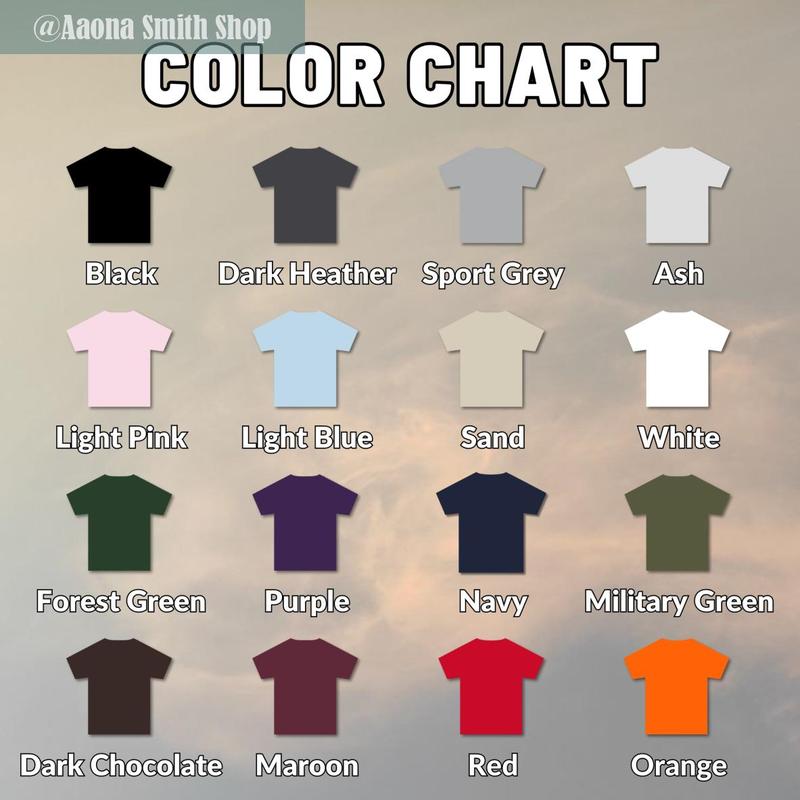 @Aaona Smith Shop
COLOR CHART
Black Dark Heather Sport Grey Ash
Light Pink Light Blue Sand White
Forest Green Purple Navy Military Green
Dark Chocolate Maroon Red Orange